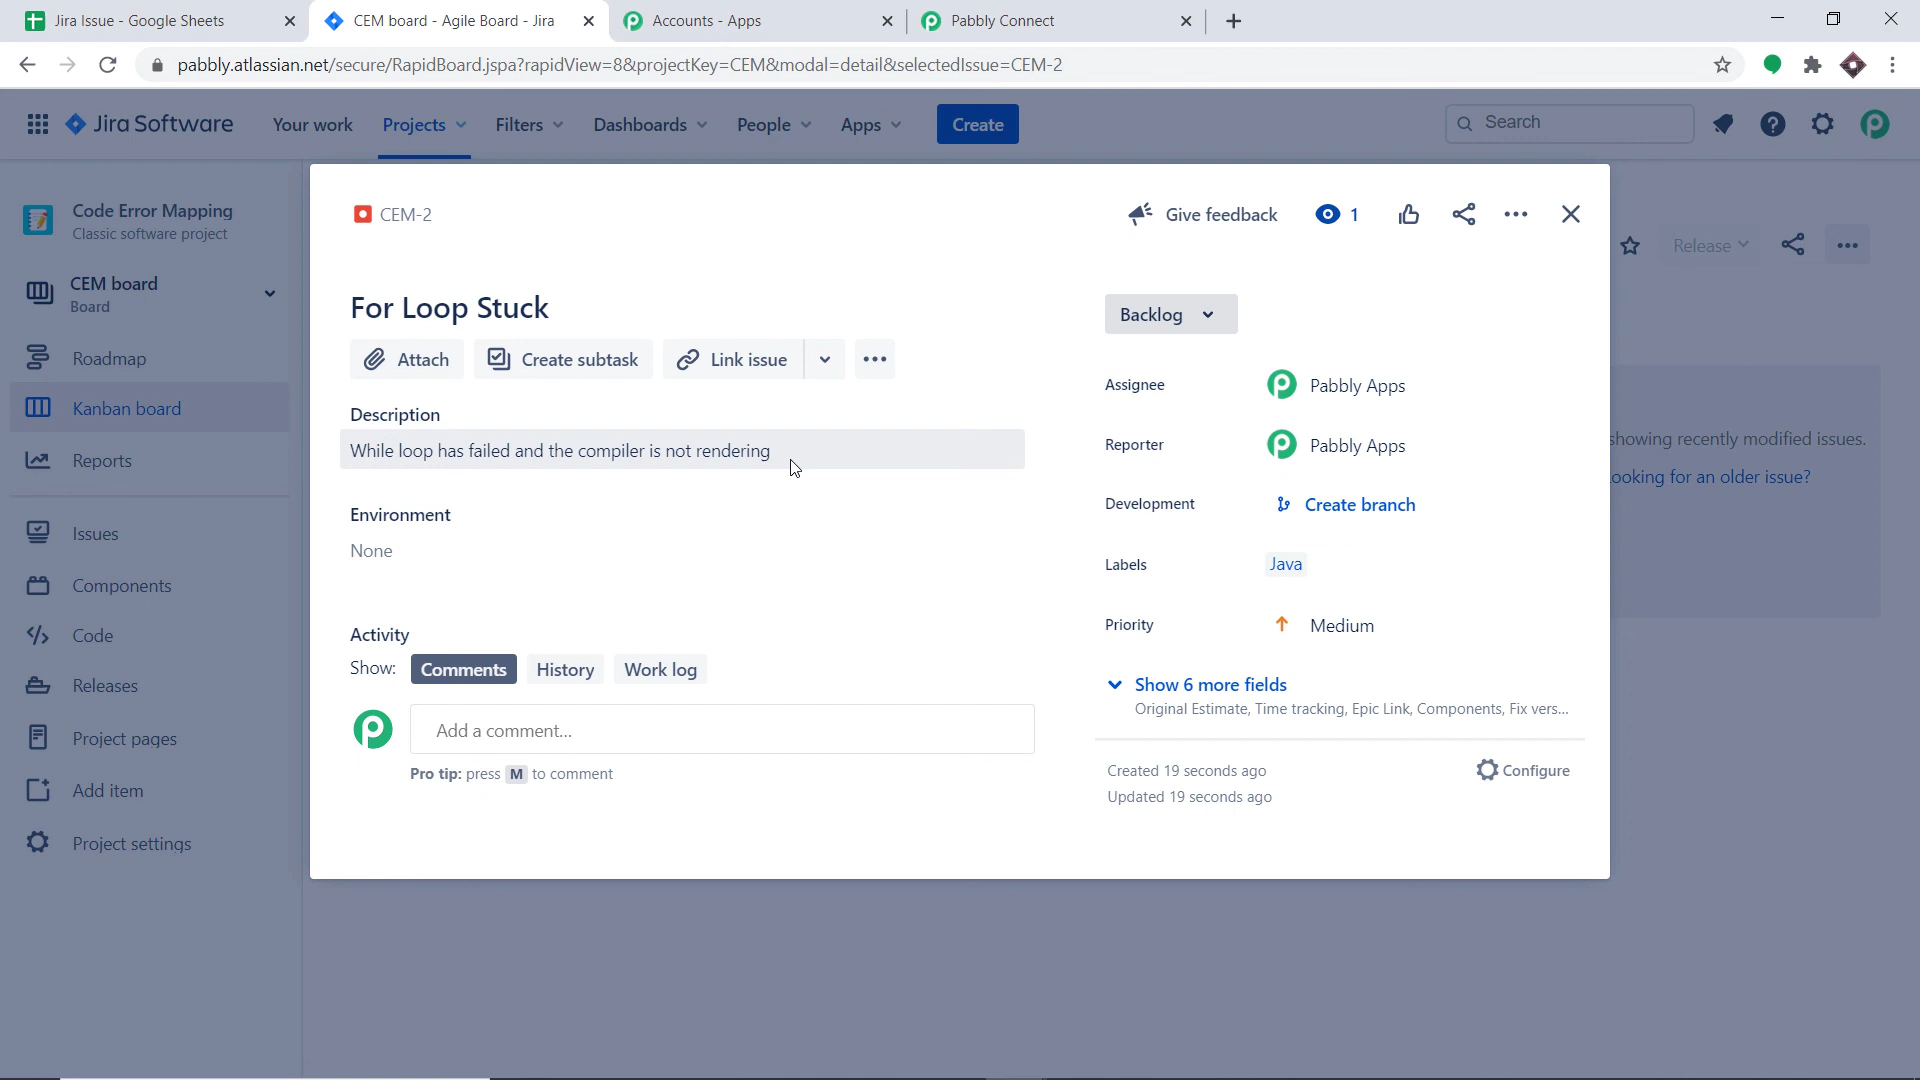 Jira Issue - Google Sheets
CEM board - Agile Board - Jira
Accounts - Apps
Pabbly Connect
pabbly.atlassian.net/secure/RapidBoard.jspa?rapidView=8&projectKey=CEM&modal=detail&selectedIssue=CEM-2
Jira Software
Your work
Projects
Filters
Dashboards
People
Apps
Create
Search
Code Error Mapping
Classic software project
CEM board
Board
Roadmap
Kanban board
Reports
Issues
Components
Code
Releases
Project pages
Add item
Project settings
CEM-2
Give feedback
1
For Loop Stuck
Attach
Create subtask
Link issue
Description
While loop has failed and the compiler is not rendering
Environment
None
Activity
Show:
Comments
History
Work log
Add a comment...
Pro tip: press M to comment
Backlog
Assignee
Pabbly Apps
Reporter
Pabbly Apps
Development
Create branch
Labels
Java
Priority
Medium
Show 6 more fields
Original Estimate, Time tracking, Epic Link, Components, Fix vers...
Created 19 seconds ago
Updated 19 seconds ago
Configure
Release
showing recently modified issues.
ooking for an older issue?